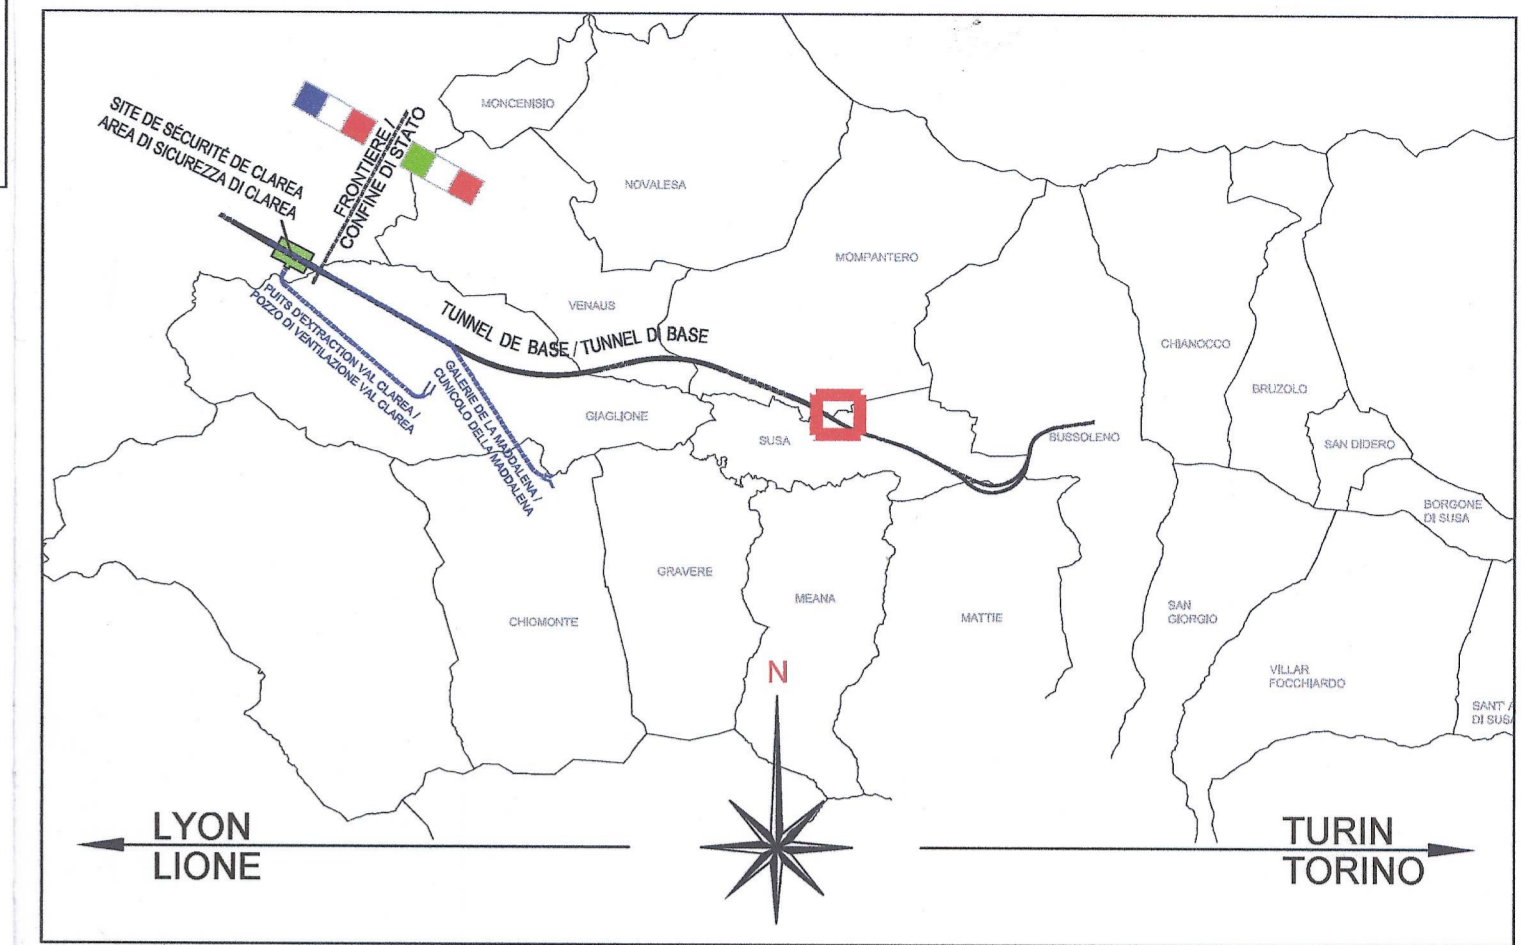 MONCENISIO
SITE DE SÉCURITÉ DE CLAREA
AREA DI SICUREZZA DI CLAREA
FRONTIERE /
CONFINE DI STATO
NOVALESA
MOMPANTERO
PUITS D'EXTRACTION VAL CLAREA /
POZZO DI VENTILAZIONE VAL CLAREA
VENAUS
TUNNEL DE BASE / TUNNEL DI BASE
CHIANOCCO
BRUZOLO
GALERIE DE LA MADDALENA /
CUNICOLO DELLA MADDALENA
GIAGLIONE
SUSA
BUSSOLENO
SAN DIDERO
BORGONE
DI SUSA
GRAVERE
MEANA
CHIOMONTE
MATTIE
SAN
GIORGIO
VILLAR
FOCCHIARDO
N
SANT'
DI SUSA
LYON
LIONE
TURIN
TORINO